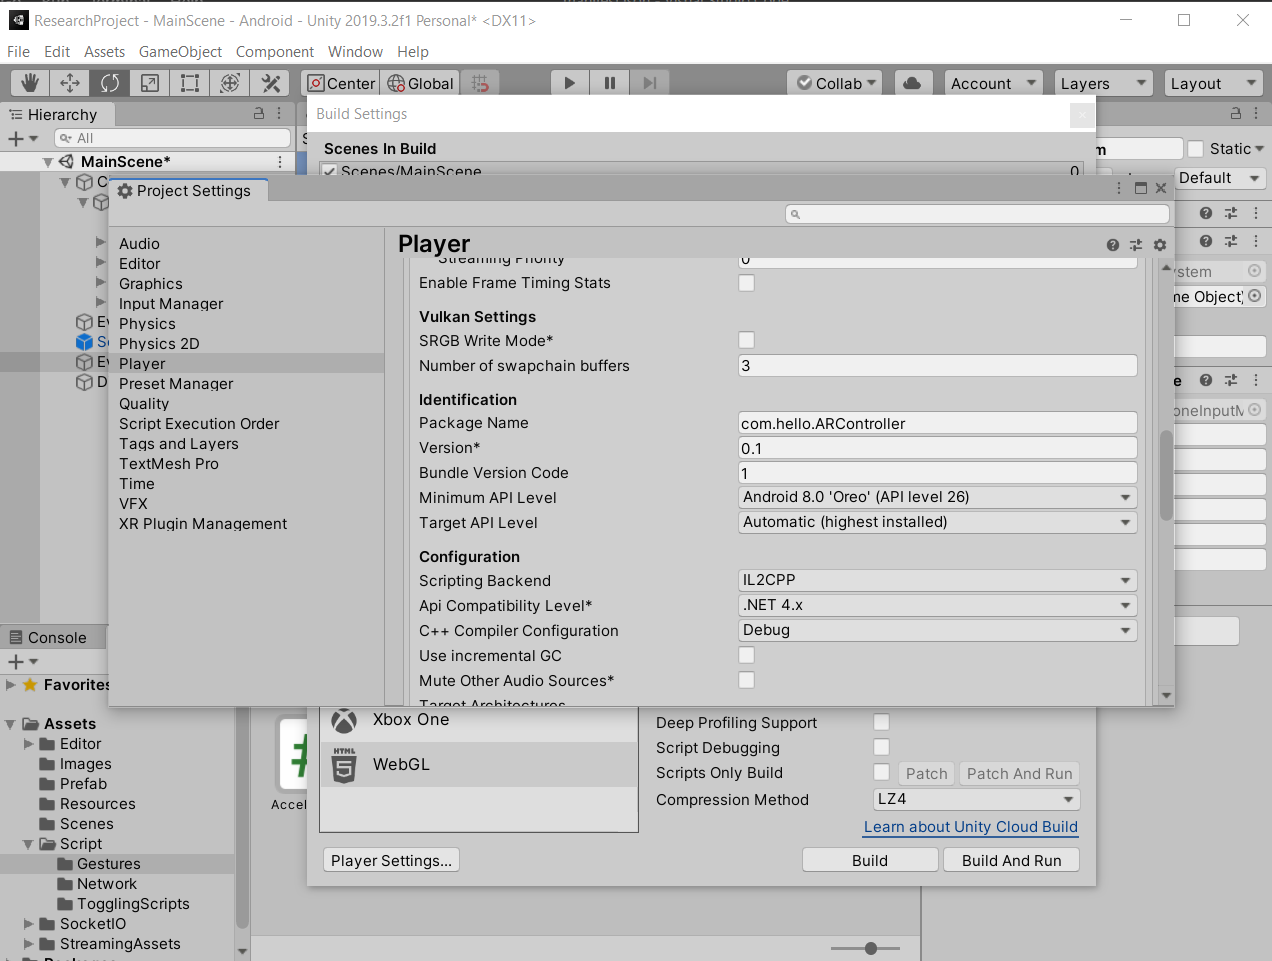 ResearchProject - MainScene - Android - Unity 2019.3.2f1 Personal* <DX11>
File Edit Assets GameObject Component Window Help
Center Global Collab Account Layers Layout
Hierarchy
All
MainScene*
Build Settings
Scenes In Build
Scenes/MainScene 0
Static
Default
Project Settings
Audio
Editor
Graphics
Input Manager
Physics
Physics 2D
Player
Preset Manager
Quality
Script Execution Order
Tags and Layers
TextMesh Pro
Time
VFX
XR Plugin Management
Player
Streaming Priority 0
Enable Frame Timing Stats
Vulkan Settings
SRGB Write Mode*
Number of swapchain buffers 3
Identification
Package Name com.hello.ARController
Version* 0.1
Bundle Version Code 1
Minimum API Level Android 8.0 'Oreo' (API level 26)
Target API Level Automatic (highest installed)
Configuration
Scripting Backend IL2CPP
Api Compatibility Level* .NET 4.x
C++ Compiler Configuration Debug
Use incremental GC
Mute Other Audio Sources*
Target Architectures
Console
Favorites
Assets
Editor
Images
Prefab
Resources
Scenes
Script
Gestures
Network
TogglingScripts
SocketIO
StreamingAssets
Accel
Xbox One
WebGL
Deep Profiling Support
Script Debugging
Scripts Only Build Patch Patch And Run
Compression Method LZ4
Learn about Unity Cloud Build
Player Settings... Build Build And Run